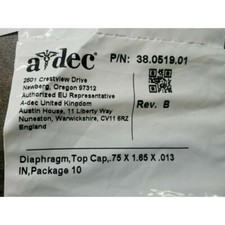 a-dec®
P/N: 38.0519.01
2601 Crestview Drive
Newberg, Oregon 97312
Authorized EU Representative
A-dec United Kingdom
Austin House, 11 Liberty Way
Nuneaton, Warwickshire, CV11 6RZ
England
Rev. B
Diaphragm,Top Cap,.75 X 1.65 X .013
IN,Package 10